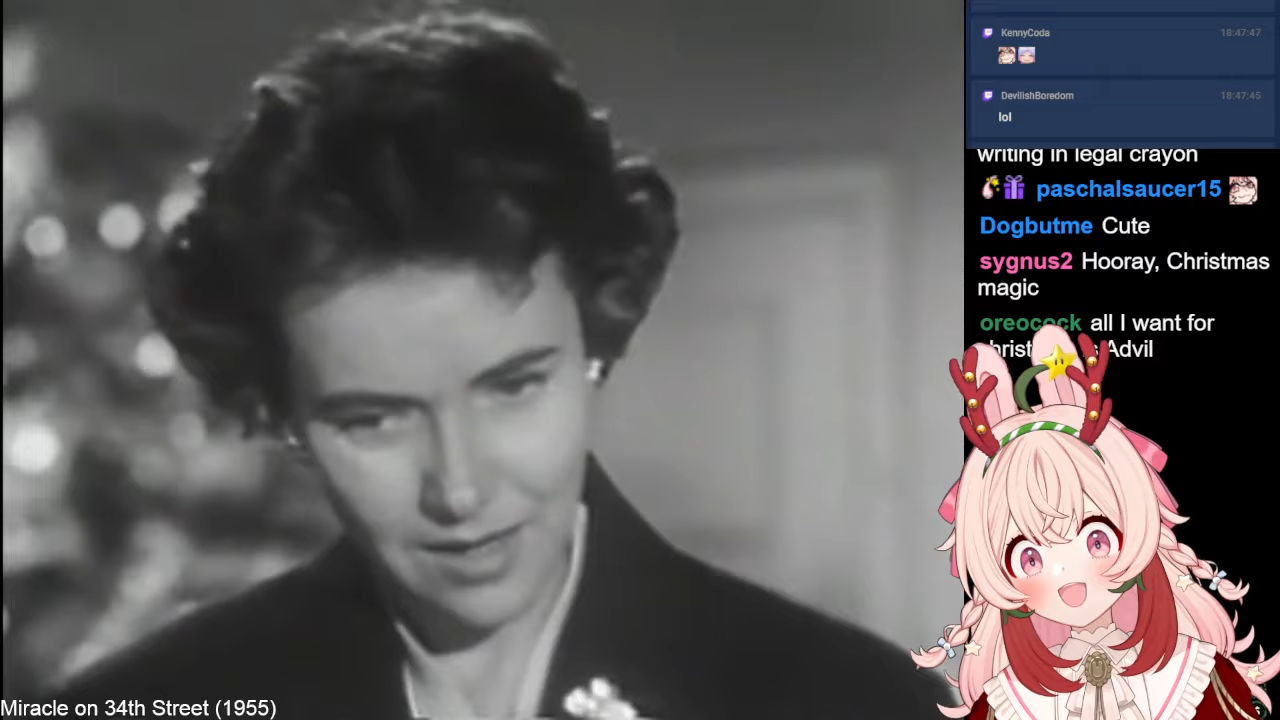 KennyCoda 18:47:47
DevilishBoredom 18:47:45
lol
writing in legal crayon
paschalsaucer15
Dogbutme Cute
sygnus2 Hooray, Christmas
magic
oreocock all I want for
Advil
Miracle on 34th Street (1955)